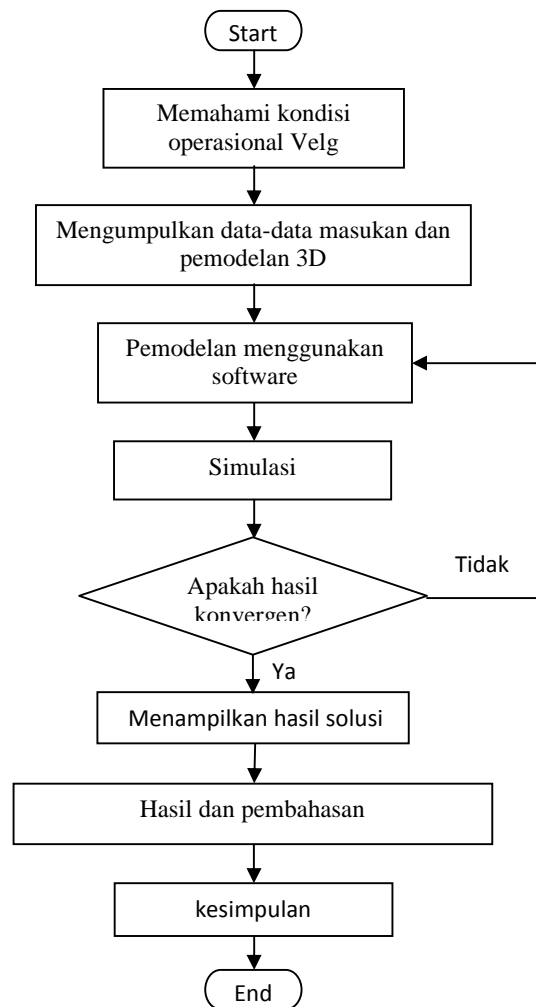 Start
Memahami kondisi
operasional Velg
Mengumpulkan data-data masukan dan
pemodelan 3D
Pemodelan menggunakan
software
Simulasi
Apakah hasil
konvergen?
Tidak
Ya
Menampilkan hasil solusi
Hasil dan pembahasan
kesimpulan
End